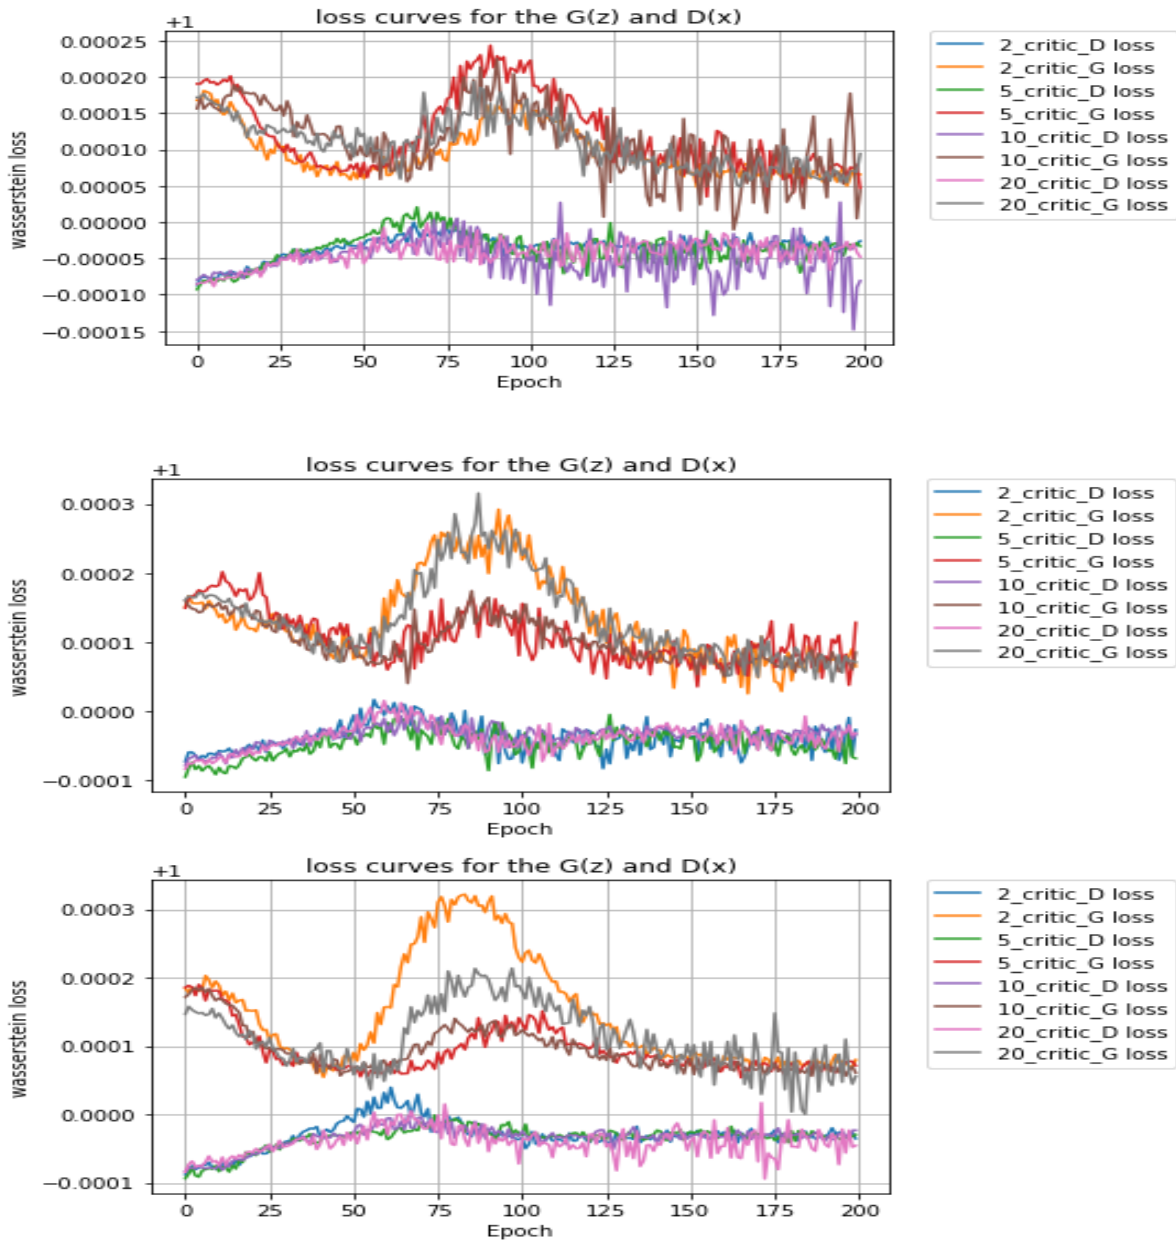 loss curves for the G(z) and D(x)
+1
0.00025
0.00020
0.00015
0.00010
0.00005
0.00000
−0.00005
−0.00010
−0.00015
wasserstein loss
0 25 50 75 100 125 150 175 200
Epoch
2_critic_D loss
2_critic_G loss
5_critic_D loss
5_critic_G loss
10_critic_D loss
10_critic_G loss
20_critic_D loss
20_critic_G loss
loss curves for the G(z) and D(x)
+1
0.0003
0.0002
0.0001
0.0000
−0.0001
wasserstein loss
0 25 50 75 100 125 150 175 200
Epoch
2_critic_D loss
2_critic_G loss
5_critic_D loss
5_critic_G loss
10_critic_D loss
10_critic_G loss
20_critic_D loss
20_critic_G loss
loss curves for the G(z) and D(x)
+1
0.0003
0.0002
0.0001
0.0000
−0.0001
wasserstein loss
0 25 50 75 100 125 150 175 200
Epoch
2_critic_D loss
2_critic_G loss
5_critic_D loss
5_critic_G loss
10_critic_D loss
10_critic_G loss
20_critic_D loss
20_critic_G loss